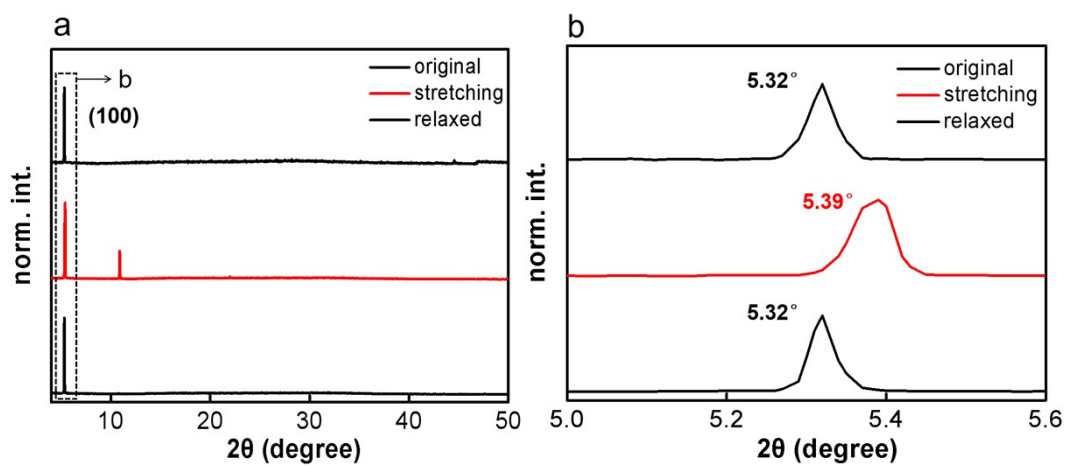 a
b
(100)
original
stretching
relaxed
norm. int.
10
20
30
40
50
2θ (degree)
b
original
stretching
relaxed
5.32°
5.39°
5.32°
norm. int.
5.0
5.2
5.4
5.6
2θ (degree)